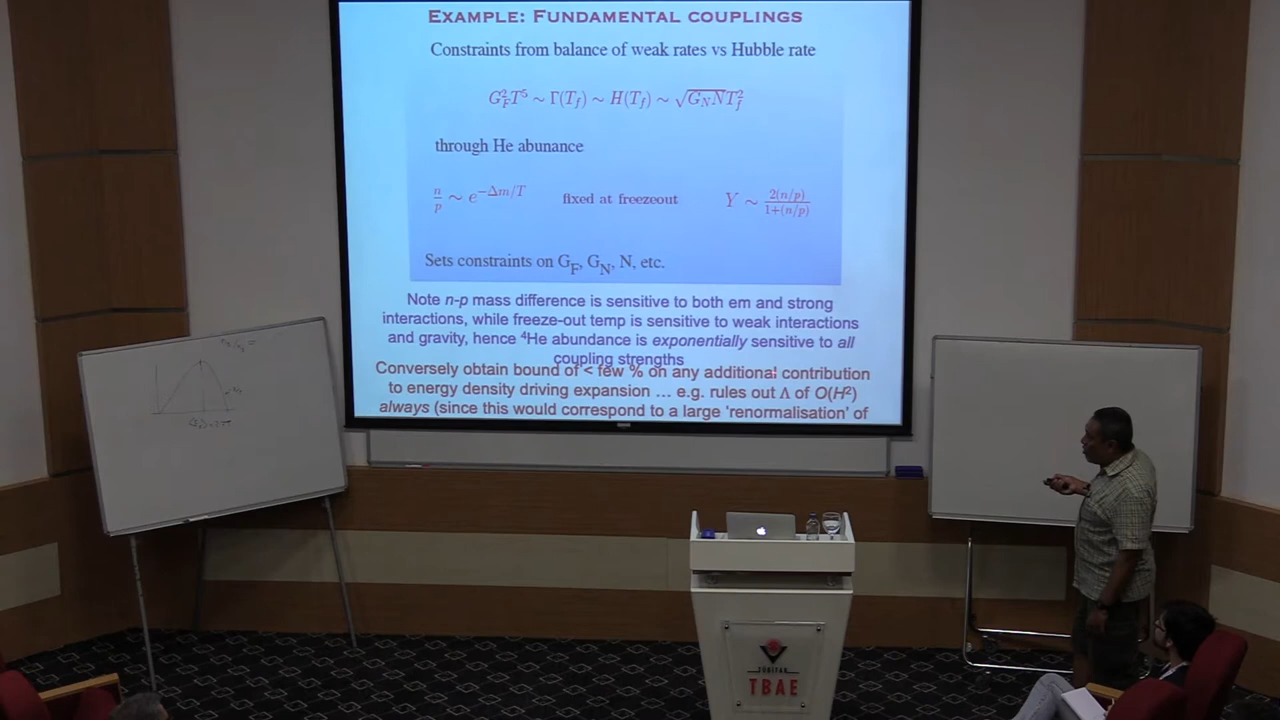 EXAMPLE: FUNDAMENTAL COUPLINGS
Constraints from balance of weak rates vs Hubble rate
G_F^2T^5 ~ Γ(T_f) ~ H(T_f) ~ √(G_N N)T_f^2
through He abunance
n/p ~ e^{-Δm/T} fixed at freezeout Y ~ 2(n/p)/1+(n/p)
Sets constraints on G_F, G_N, N, etc.
Note n-p mass difference is sensitive to both em and strong
interactions, while freeze-out temp is sensitive to weak interactions
and gravity, hence ⁴He abundance is exponentially sensitive to all
coupling strengths
Conversely obtain bound of < few % on any additional contribution
to energy density driving expansion … e.g. rules out Λ of O(H²)
always (since this would correspond to a large 'renormalisation' of
TÜBİTAK
TBAE